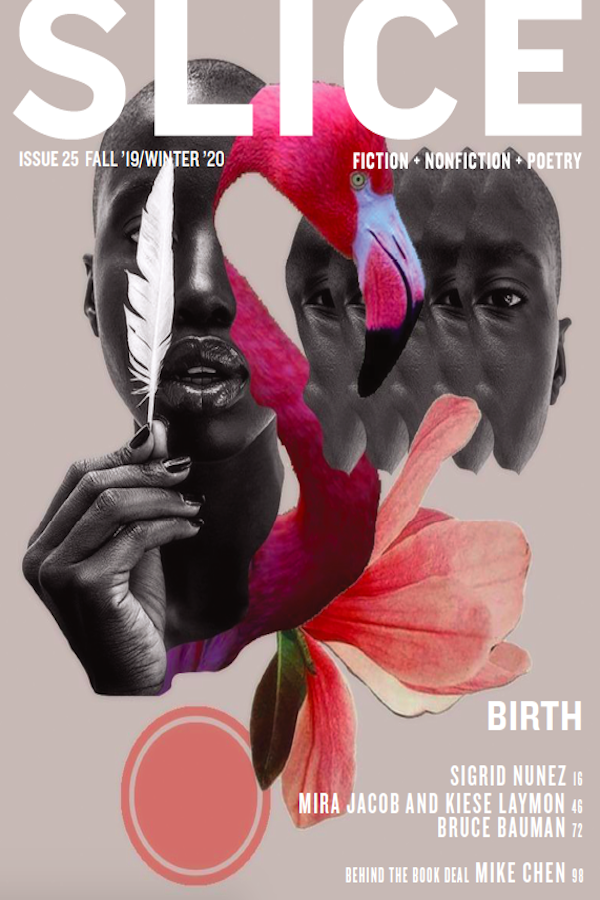 SLICE
ISSUE 25 FALL '19/WINTER '20
FICTION + NONFICTION + POETRY
BIRTH
SIGRID NUNEZ 16
MIRA JACOB AND KIESE LAYMON 46
BRUCE BAUMAN 72
BEHIND THE BOOK DEAL MIKE CHEN 98